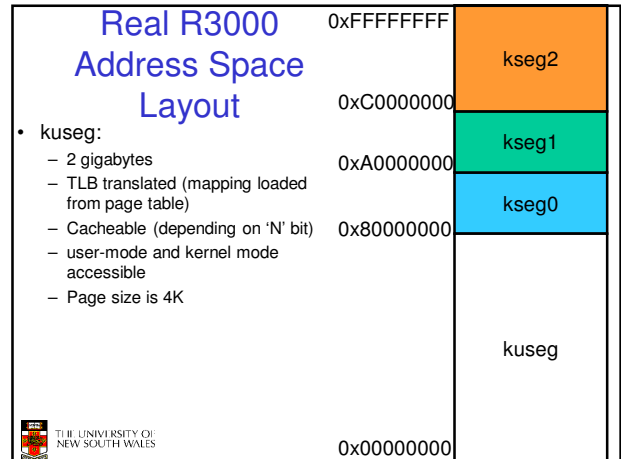 Real R3000
Address Space
Layout
• kuseg:
– 2 gigabytes
– TLB translated (mapping loaded
from page table)
– Cacheable (depending on ‘N’ bit)
– user-mode and kernel mode
accessible
– Page size is 4K
0xFFFFFFFF
kseg2
0xC0000000
kseg1
0xA0000000
kseg0
0x80000000
kuseg
0x00000000
THE UNIVERSITY OF
NEW SOUTH WALES